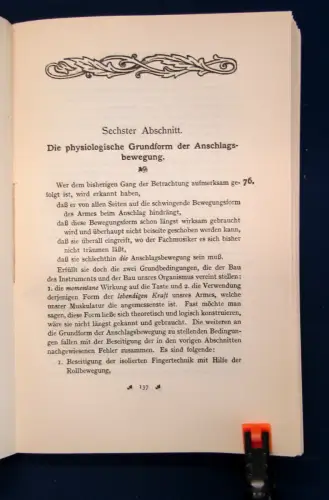 Sechster Abschnitt.
Die physiologische Grundform der Anschlags-
bewegung.
Wer dem bisherigen Gang der Betrachtung aufmerksam ge- 76.
folgt ist, wird erkannt haben,
daß er von allen Seiten auf die schwingende Bewegungsform
des Armes beim Anschlag hindrängt,
daß diese Bewegungsform schon längst wirksam gebraucht
wird und überhaupt nicht beiseite geschoben werden kann,
daß sie überall eingreift, wo der Fachmusiker es sich bisher
nicht träumen läßt,
daß sie schlechthin die Anschlagsbewegung sein muß.
Erfüllt sie doch die zwei Grundbedingungen, die der Bau
des Instruments und der Bau unseres Organismus vereint stellen:
1. die momentane Wirkung auf die Taste und 2. die Verwendung
derjenigen Form der lebendigen Kraft unsres Armes, welche
unsrer Muskulatur die angemessenste ist. Fast möchte man
sagen, diese Form ließe sich theoretisch und logisch konstruieren,
wäre sie nicht längst gekannt und gebraucht. Die weiteren an
die Grundform der Anschlagsbewegung zu stellenden Bedingun-
gen fallen mit der Beseitigung der in den vorigen Abschnitten
nachgewiesenen Fehler zusammen. Es sind folgende:
1. Beseitigung der isolierten Fingertechnik mit Hilfe der
Rollbewegung,
137